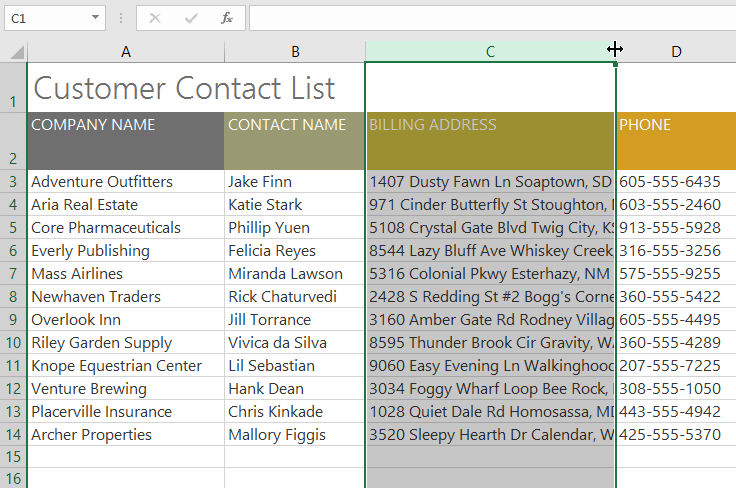 C1 fx
A B C D
1 Customer Contact List
2 COMPANY NAME CONTACT NAME BILLING ADDRESS PHONE
3 Adventure Outfitters Jake Finn 1407 Dusty Fawn Ln Soaptown, SD 605-555-6435
4 Aria Real Estate Katie Stark 971 Cinder Butterfly St Stoughton, 603-555-2460
5 Core Pharmaceuticals Phillip Yuen 5108 Crystal Gate Blvd Twig City, KS 913-555-5928
6 Everly Publishing Felicia Reyes 8544 Lazy Bluff Ave Whiskey Creek 316-555-3256
7 Mass Airlines Miranda Lawson 5316 Colonial Pkwy Esterhazy, NM 575-555-9255
8 Newhaven Traders Rick Chaturvedi 2428 S Redding St #2 Bogg's Corne 360-555-5422
9 Overlook Inn Jill Torrance 3160 Amber Gate Rd Rodney Villag 605-555-4495
10 Riley Garden Supply Vivica da Silva 8595 Thunder Brook Cir Gravity, WA 360-555-4289
11 Knope Equestrian Center Lil Sebastian 9060 Easy Evening Ln Walkinghood 207-555-7225
12 Venture Brewing Hank Dean 3034 Foggy Wharf Loop Bee Rock, 308-555-1050
13 Placerville Insurance Chris Kinkade 1028 Quiet Dale Rd Homosassa, MD 443-555-4942
14 Archer Properties Mallory Figgis 3520 Sleepy Hearth Dr Calendar, W 425-555-5370
15
16